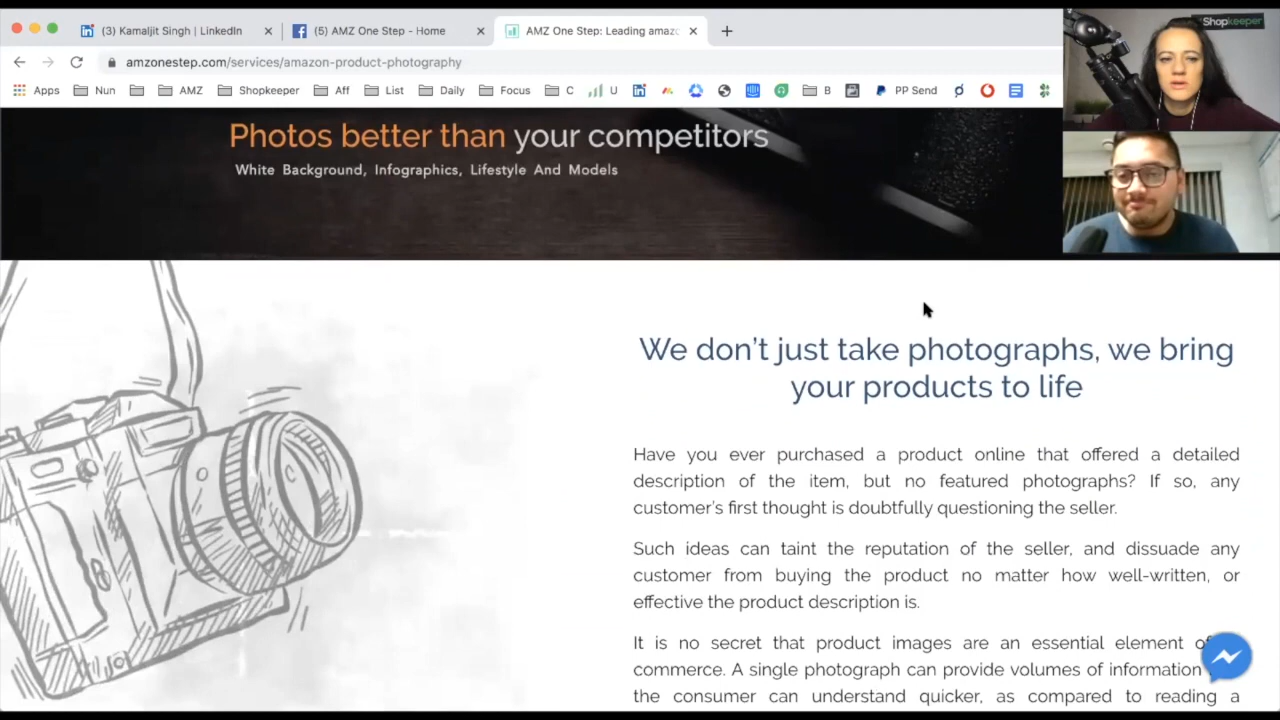 (3) Kamaljit Singh | LinkedIn
(5) AMZ One Step - Home
AMZ One Step: Leading amazo
amzonestep.com/services/amazon-product-photography
Apps Nun AMZ Shopkeeper Aff List Daily Focus C U B PP Send
Shopkeeper
Photos better than your competitors
White Background, Infographics, Lifestyle And Models
We don't just take photographs, we bring
your products to life
Have you ever purchased a product online that offered a detailed
description of the item, but no featured photographs? If so, any
customer's first thought is doubtfully questioning the seller.
Such ideas can taint the reputation of the seller, and dissuade any
customer from buying the product no matter how well-written, or
effective the product description is.
It is no secret that product images are an essential element of
commerce. A single photograph can provide volumes of information
the consumer can understand quicker, as compared to reading a